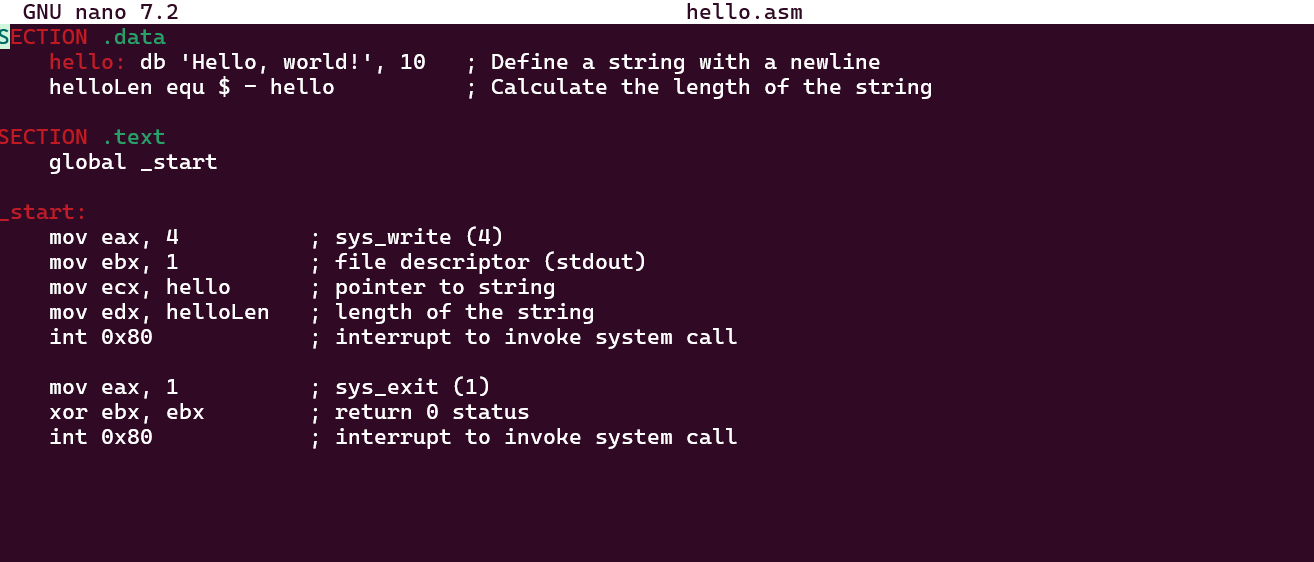 GNU nano 7.2 hello.asm
SECTION .data
    hello: db 'Hello, world!', 10   ; Define a string with a newline
    helloLen equ $ - hello          ; Calculate the length of the string

SECTION .text
    global _start

_start:
    mov eax, 4          ; sys_write (4)
    mov ebx, 1          ; file descriptor (stdout)
    mov ecx, hello      ; pointer to string
    mov edx, helloLen   ; length of the string
    int 0x80            ; interrupt to invoke system call

    mov eax, 1          ; sys_exit (1)
    xor ebx, ebx        ; return 0 status
    int 0x80            ; interrupt to invoke system call